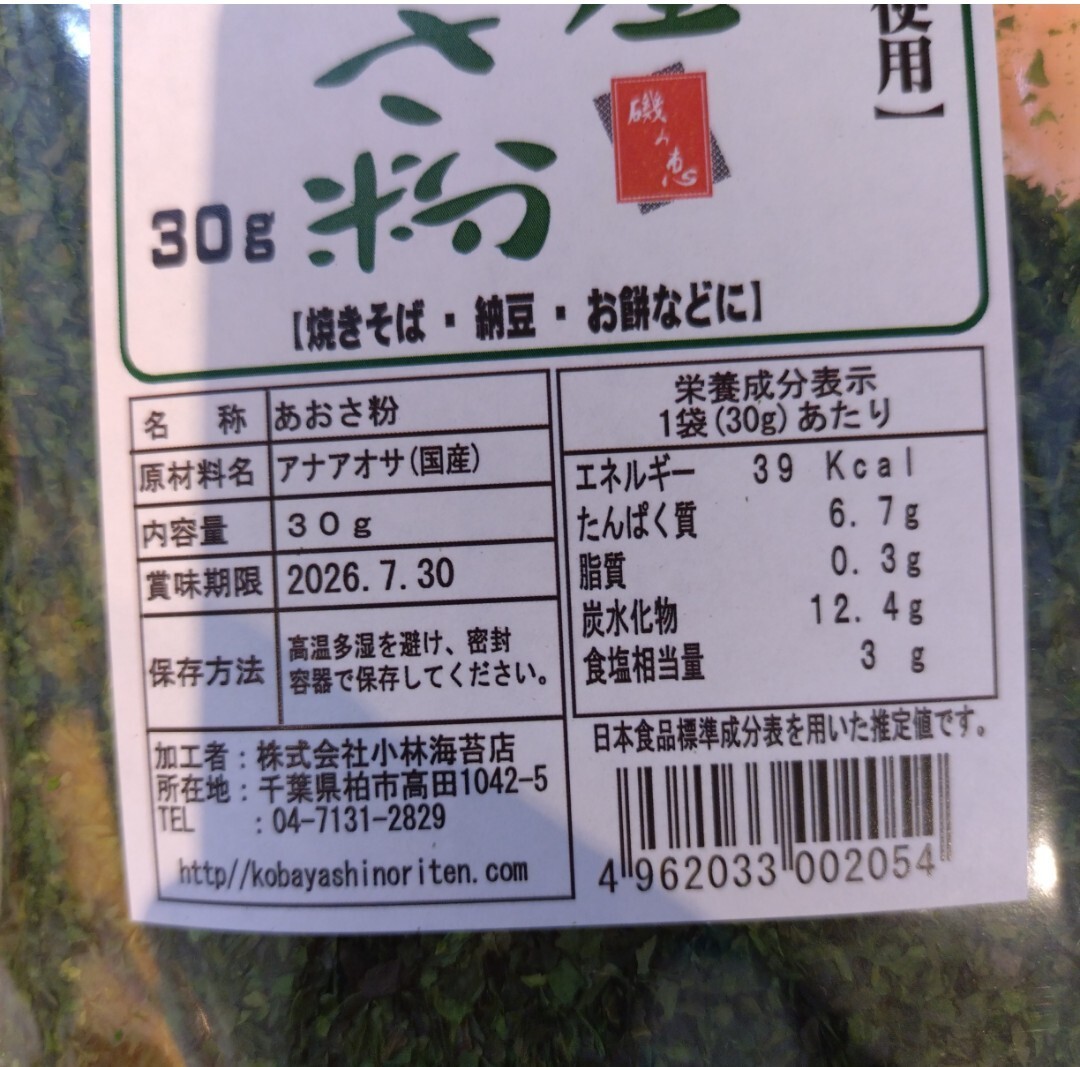 使用】
さ
粉
磯の恵
30g
【焼きそば・納豆・お餅などに】
名 称 あおさ粉
原材料名 アナアオサ(国産)
内容量 30g
賞味期限 2026.7.30
保存方法 高温多湿を避け、密封
容器で保存してください。
加工者：株式会社小林海苔店
所在地：千葉県柏市高田1042-5
TEL ：04-7131-2829
http//kobayashinoriten.com
栄養成分表示
1袋(30g)あたり
エネルギー 39 Kcal
たんぱく質 6.7g
脂質 0.3g
炭水化物 12.4g
食塩相当量 3 g
日本食品標準成分表を用いた推定値です。
4962033002054